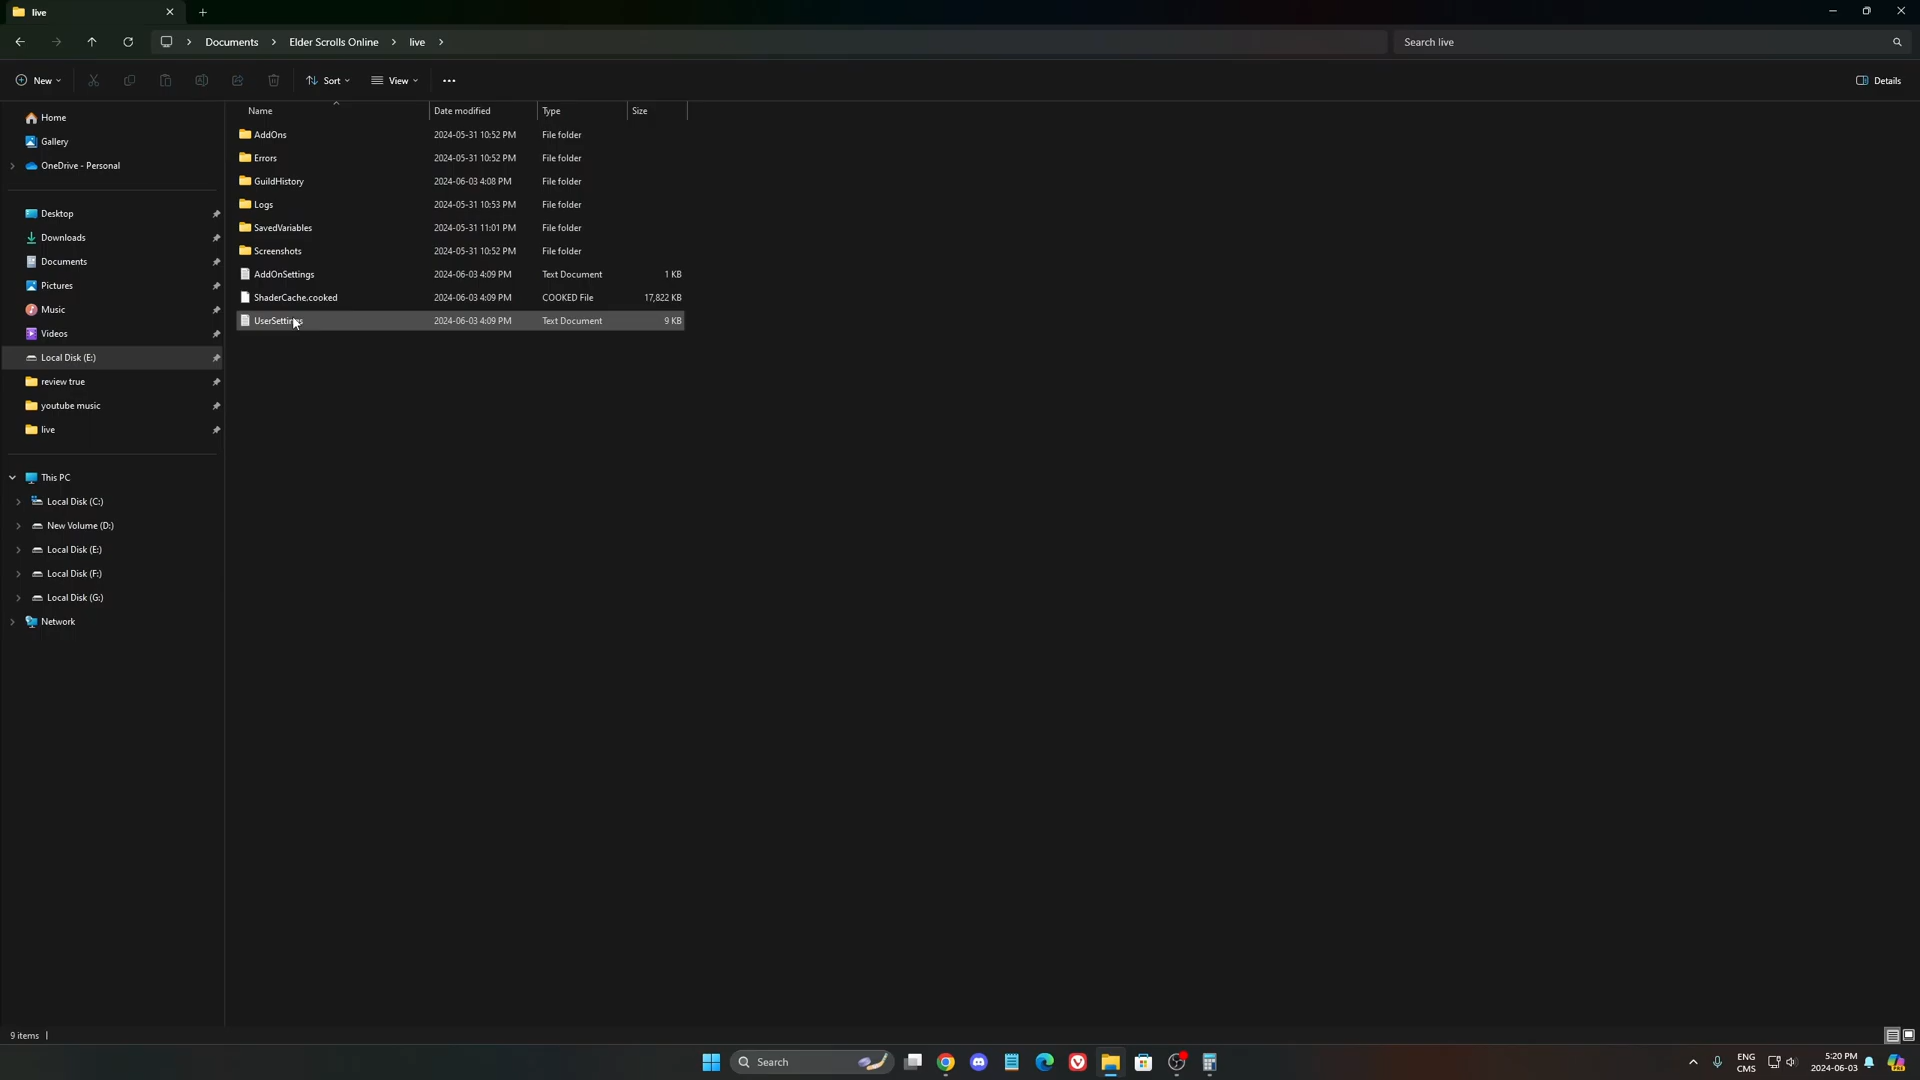 live
Documents > Elder Scrolls Online > live >
Search live
New
Sort
View
Details
Home
Gallery
OneDrive - Personal
Desktop
Downloads
Documents
Pictures
Music
Videos
Local Disk (E:)
review true
youtube music
live
This PC
Local Disk (C:)
New Volume (D:)
Local Disk (E:)
Local Disk (F:)
Local Disk (G:)
Network
Name Date modified Type Size
AddOns 2024-05-31 10:52 PM File folder
Errors 2024-05-31 10:52 PM File folder
GuildHistory 2024-06-03 4:08 PM File folder
Logs 2024-05-31 10:53 PM File folder
SavedVariables 2024-05-31 11:01 PM File folder
Screenshots 2024-05-31 10:52 PM File folder
AddOnSettings 2024-06-03 4:09 PM Text Document 1 KB
ShaderCache.cooked 2024-06-03 4:09 PM COOKED File 17,822 KB
UserSettings 2024-06-03 4:09 PM Text Document 9 KB
9 items
Search
ENG
CMS
5:20 PM
2024-06-03